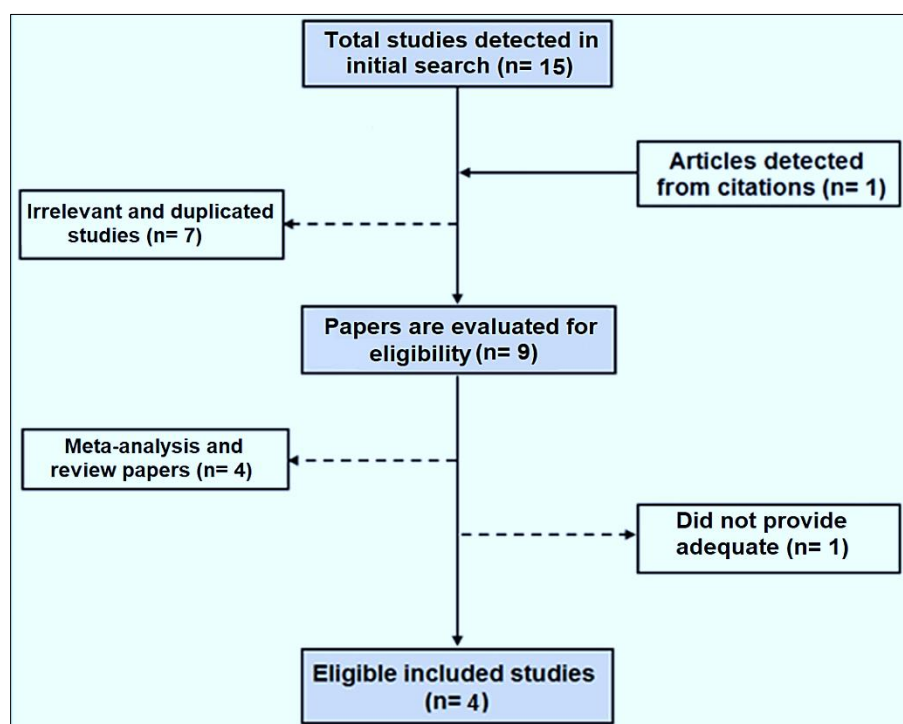 Total studies detected in
initial search (n= 15)
Articles detected
from citations (n= 1)
Irrelevant and duplicated
studies (n= 7)
Papers are evaluated for
eligibility (n= 9)
Meta-analysis and
review papers (n= 4)
Did not provide
adequate (n= 1)
Eligible included studies
(n= 4)